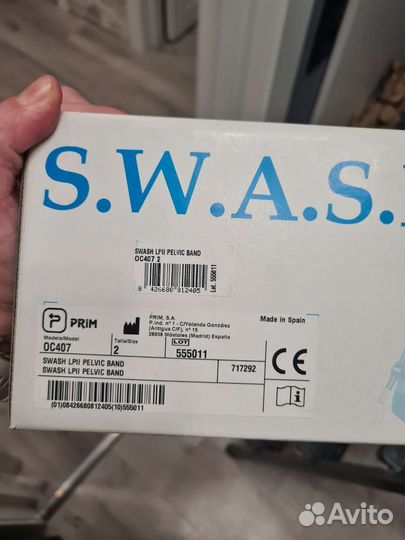 S.W.A.S.
SWASH LPII PELVIC BAND
OC407 2
8 426680 812405
Lot. 555011
PRIM
PRIM, S.A.
P.Ind. nº 1 - C/Yolanda González
(Antigua C/F), nº 15
28938 Móstoles (Madrid) España
Made in Spain
Modelo/Model
OC407
Talla/Size
2
LOT
555011
CE
SWASH LPII PELVIC BAND
SWASH LPII PELVIC BAND
717292
(01)08426680812405(10)555011
Avito